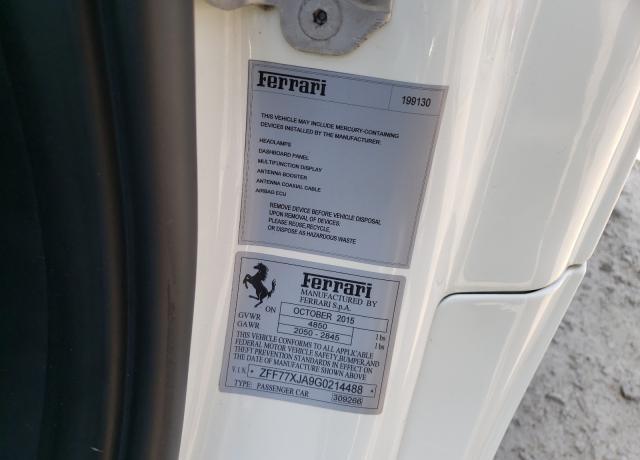 Ferrari
199130
THIS VEHICLE MAY INCLUDE MERCURY-CONTAINING
DEVICES INSTALLED BY THE MANUFACTURER:
HEADLAMPS
DASHBOARD PANEL
MULTIFUNCTION DISPLAY
ANTENNA BOOSTER
ANTENNA COAXIAL CABLE
AIRBAG ECU
REMOVE DEVICE BEFORE VEHICLE DISPOSAL
UPON REMOVAL OF DEVICES:
PLEASE REUSE,RECYCLE,
OR DISPOSE AS HAZARDOUS WASTE
Ferrari
MANUFACTURED BY
FERRARI S.p.A.
ON OCTOBER 2015
GVWR 4850 lbs
GAWR 2050 - 2845 lbs
THIS VEHICLE CONFORMS TO ALL APPLICABLE
FEDERAL MOTOR VEHICLE SAFETY,BUMPER,AND
THEFT PREVENTION STANDARDS IN EFFECT ON
THE DATE OF MANUFACTURE SHOWN ABOVE
V.I.N. * ZFF77XJA9G0214488 *
TYPE: PASSENGER CAR 309266